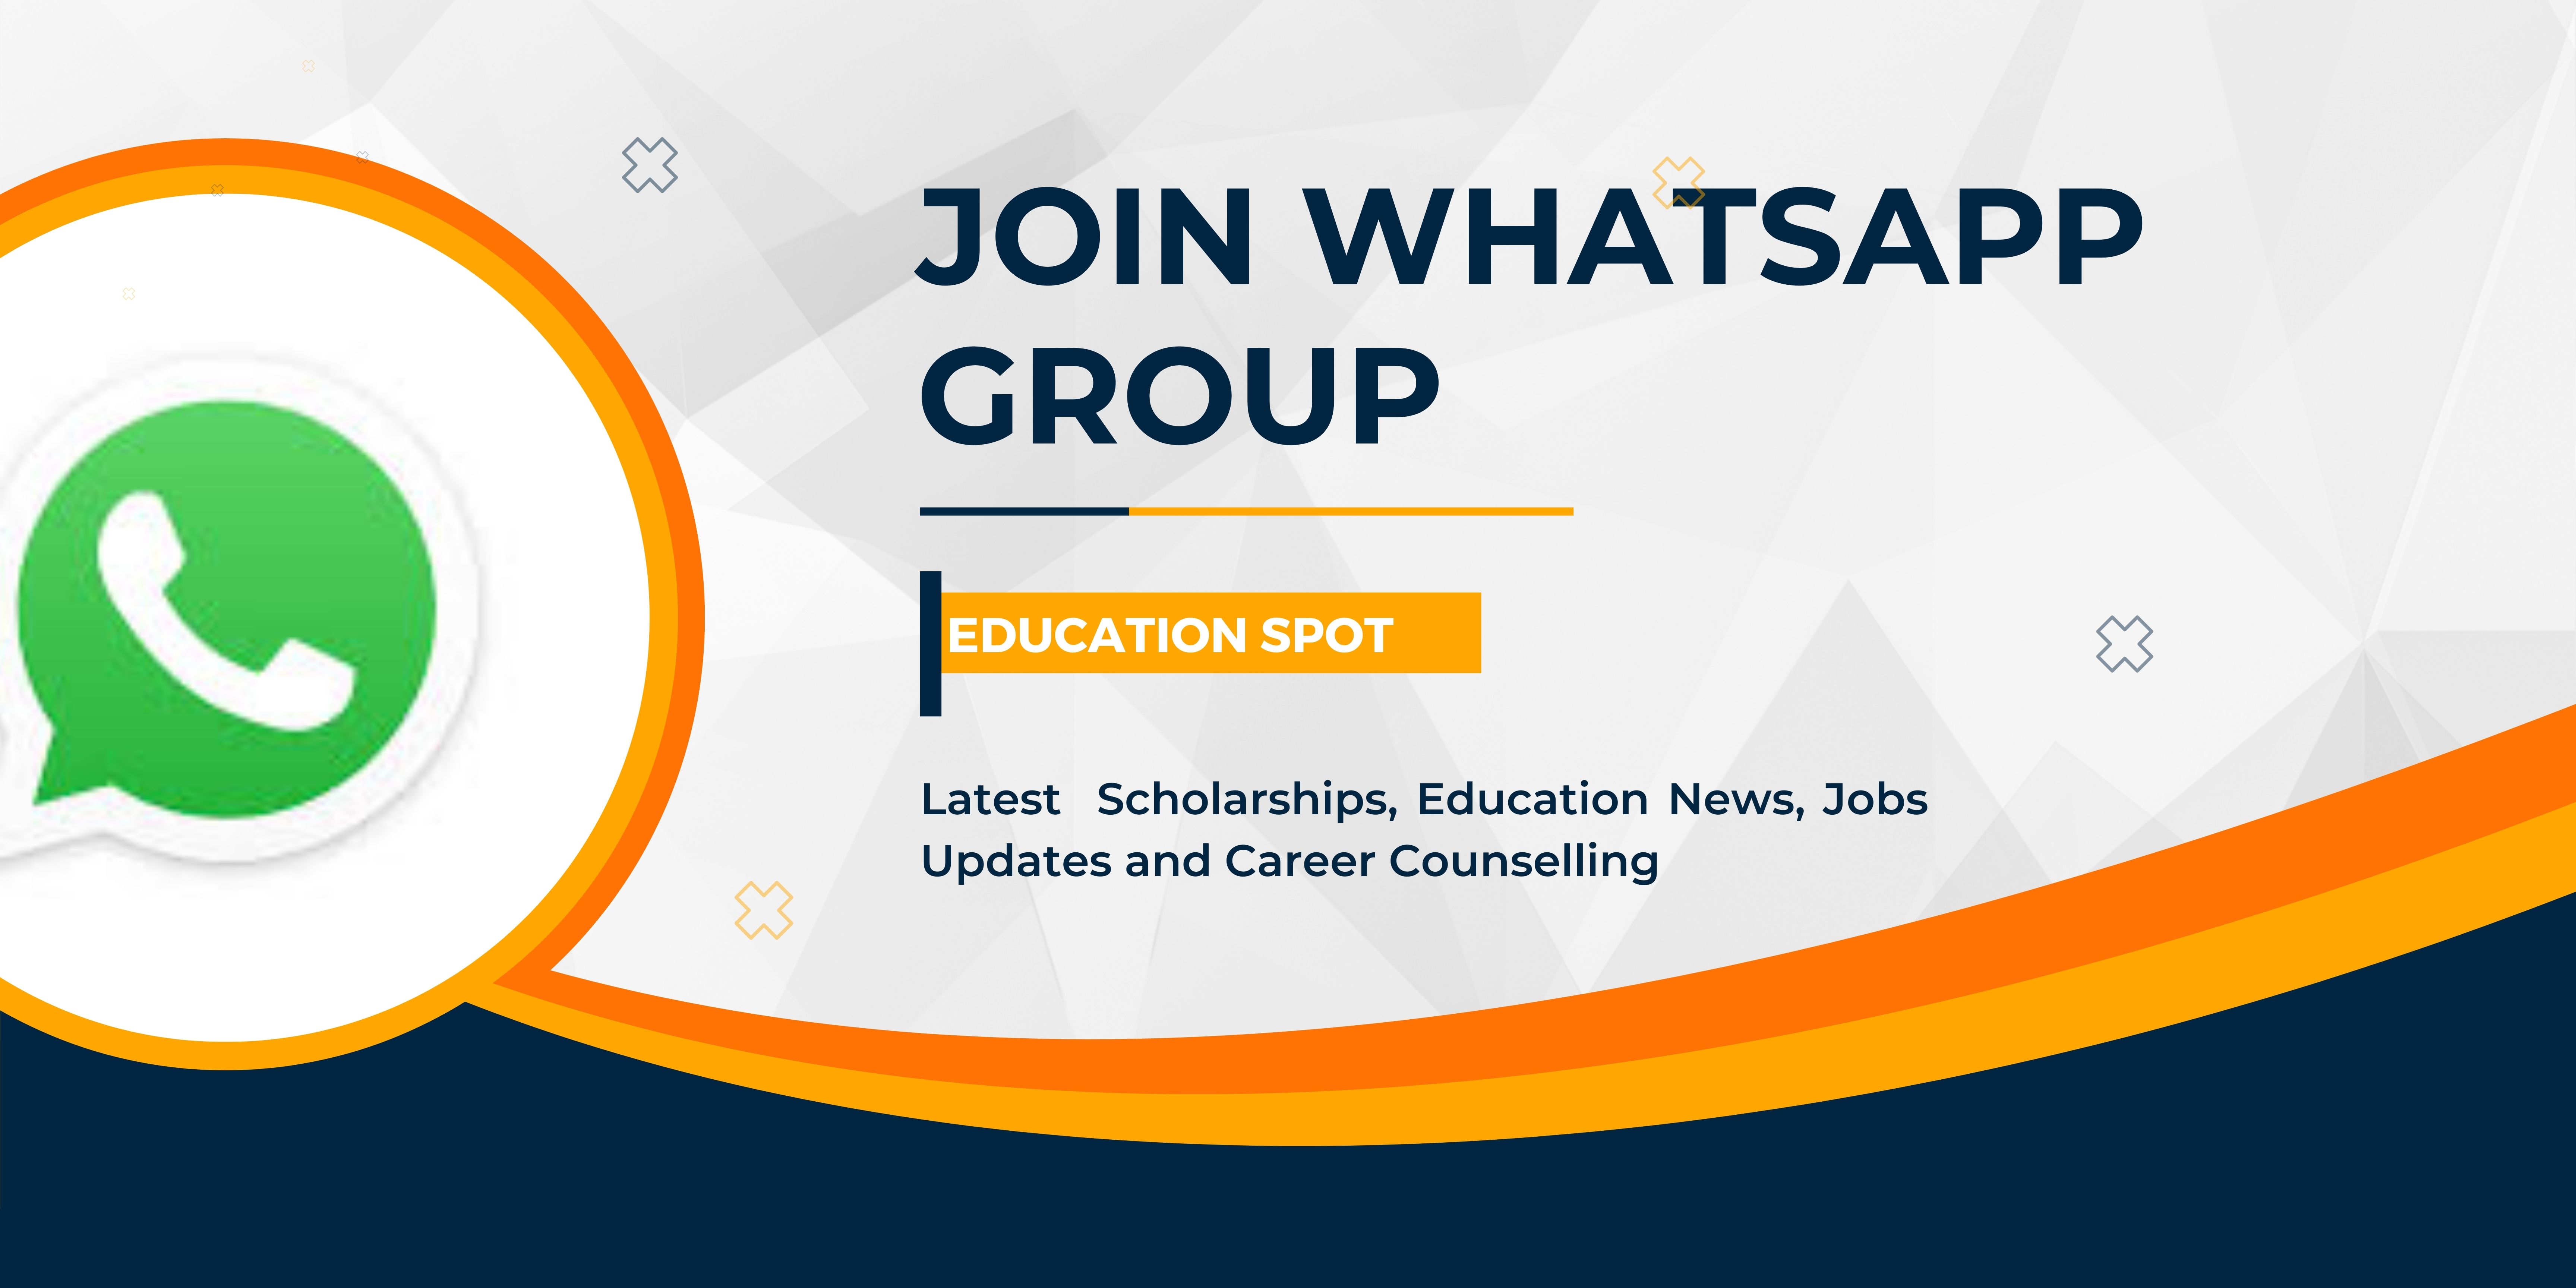 JOIN WHATSAPP
GROUP
EDUCATION SPOT
Latest Scholarships, Education News, Jobs
Updates and Career Counselling